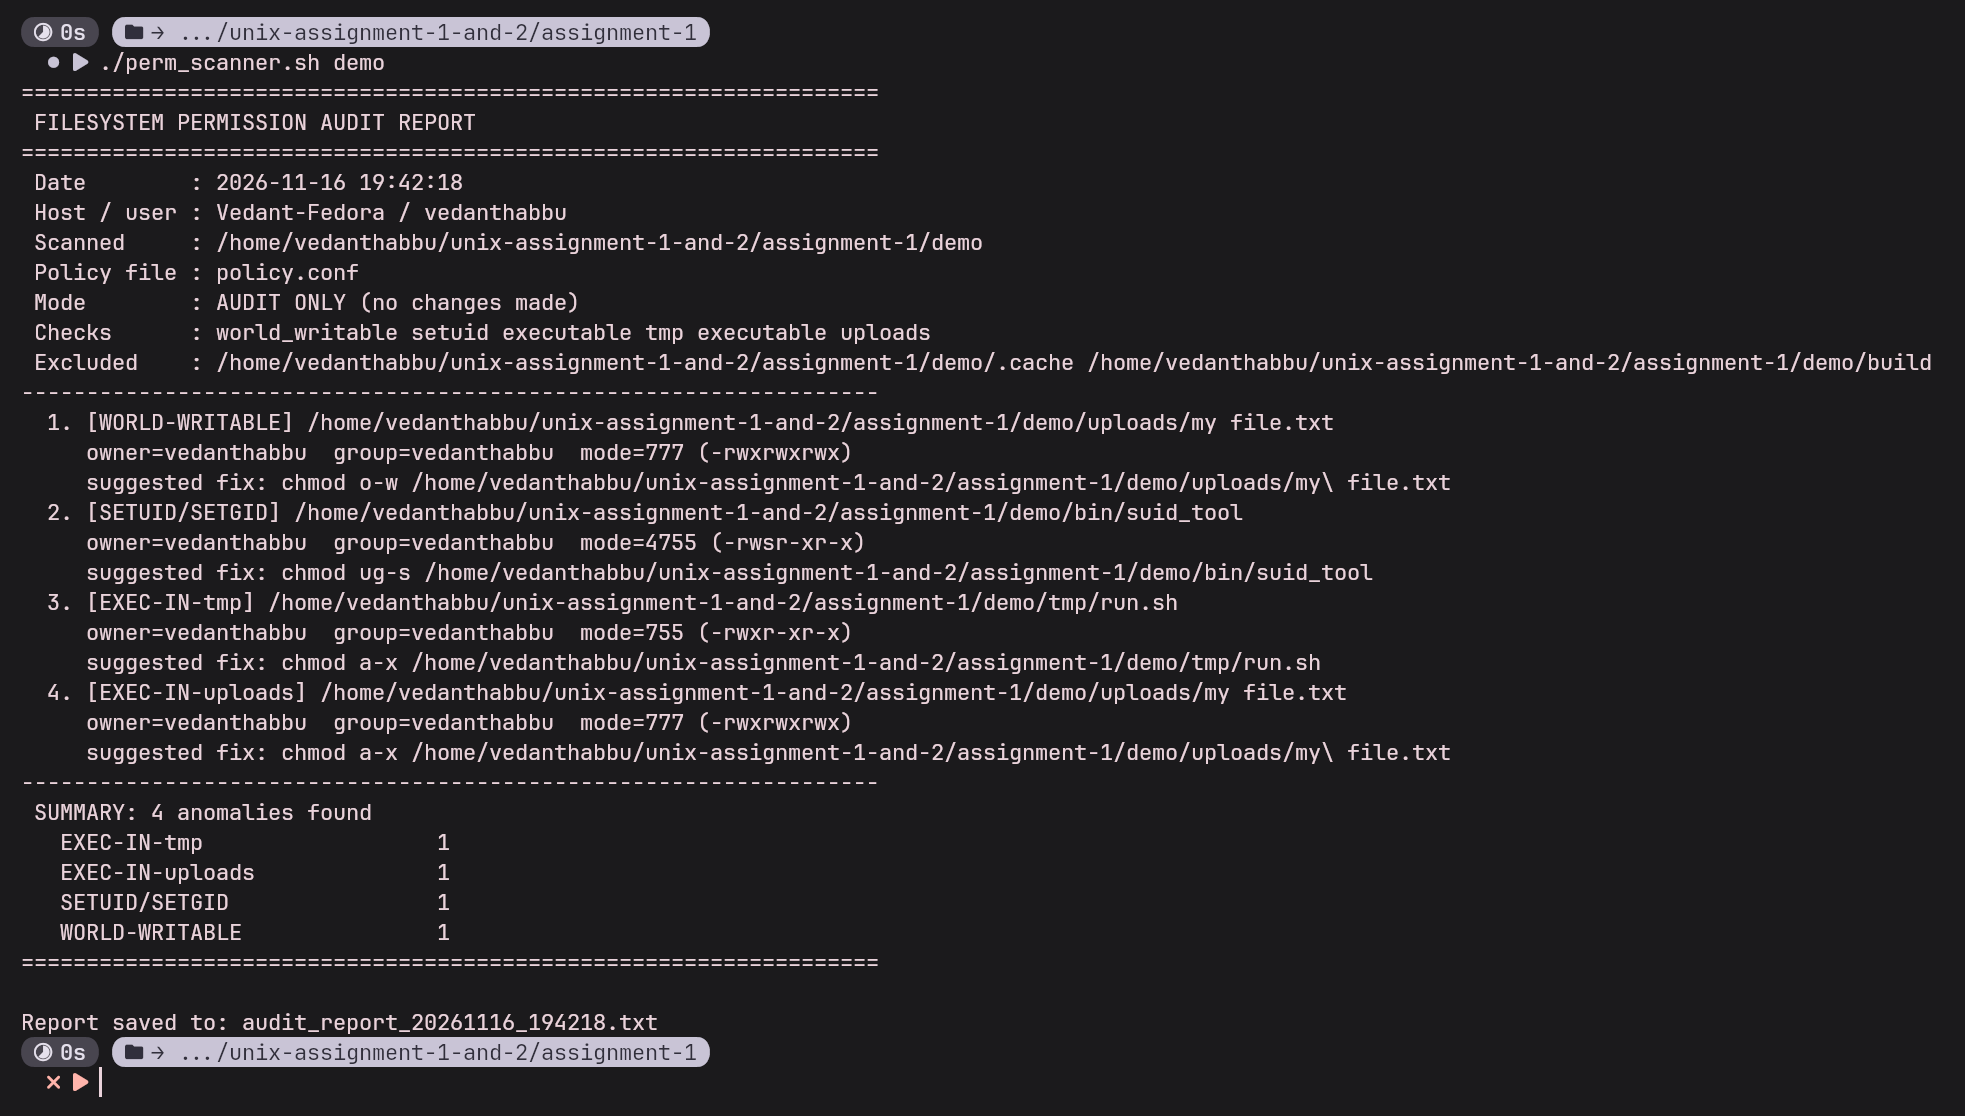 0s → .../unix-assignment-1-and-2/assignment-1
./perm_scanner.sh demo
==================================================================
FILESYSTEM PERMISSION AUDIT REPORT
==================================================================
Date        : 2026-11-16 19:42:18
Host / user : Vedant-Fedora / vedanthabbu
Scanned     : /home/vedanthabbu/unix-assignment-1-and-2/assignment-1/demo
Policy file : policy.conf
Mode        : AUDIT ONLY (no changes made)
Checks      : world_writable setuid executable tmp executable uploads
Excluded    : /home/vedanthabbu/unix-assignment-1-and-2/assignment-1/demo/.cache /home/vedanthabbu/unix-assignment-1-and-2/assignment-1/demo/build
------------------------------------------------------------------
1. [WORLD-WRITABLE] /home/vedanthabbu/unix-assignment-1-and-2/assignment-1/demo/uploads/my file.txt
owner=vedanthabbu  group=vedanthabbu  mode=777 (-rwxrwxrwx)
suggested fix: chmod o-w /home/vedanthabbu/unix-assignment-1-and-2/assignment-1/demo/uploads/my\ file.txt
2. [SETUID/SETGID] /home/vedanthabbu/unix-assignment-1-and-2/assignment-1/demo/bin/suid_tool
owner=vedanthabbu  group=vedanthabbu  mode=4755 (-rwsr-xr-x)
suggested fix: chmod ug-s /home/vedanthabbu/unix-assignment-1-and-2/assignment-1/demo/bin/suid_tool
3. [EXEC-IN-tmp] /home/vedanthabbu/unix-assignment-1-and-2/assignment-1/demo/tmp/run.sh
owner=vedanthabbu  group=vedanthabbu  mode=755 (-rwxr-xr-x)
suggested fix: chmod a-x /home/vedanthabbu/unix-assignment-1-and-2/assignment-1/demo/tmp/run.sh
4. [EXEC-IN-uploads] /home/vedanthabbu/unix-assignment-1-and-2/assignment-1/demo/uploads/my file.txt
owner=vedanthabbu  group=vedanthabbu  mode=777 (-rwxrwxrwx)
suggested fix: chmod a-x /home/vedanthabbu/unix-assignment-1-and-2/assignment-1/demo/uploads/my\ file.txt
------------------------------------------------------------------
SUMMARY: 4 anomalies found
EXEC-IN-tmp                  1
EXEC-IN-uploads              1
SETUID/SETGID                1
WORLD-WRITABLE               1
==================================================================
Report saved to: audit_report_20261116_194218.txt
0s → .../unix-assignment-1-and-2/assignment-1